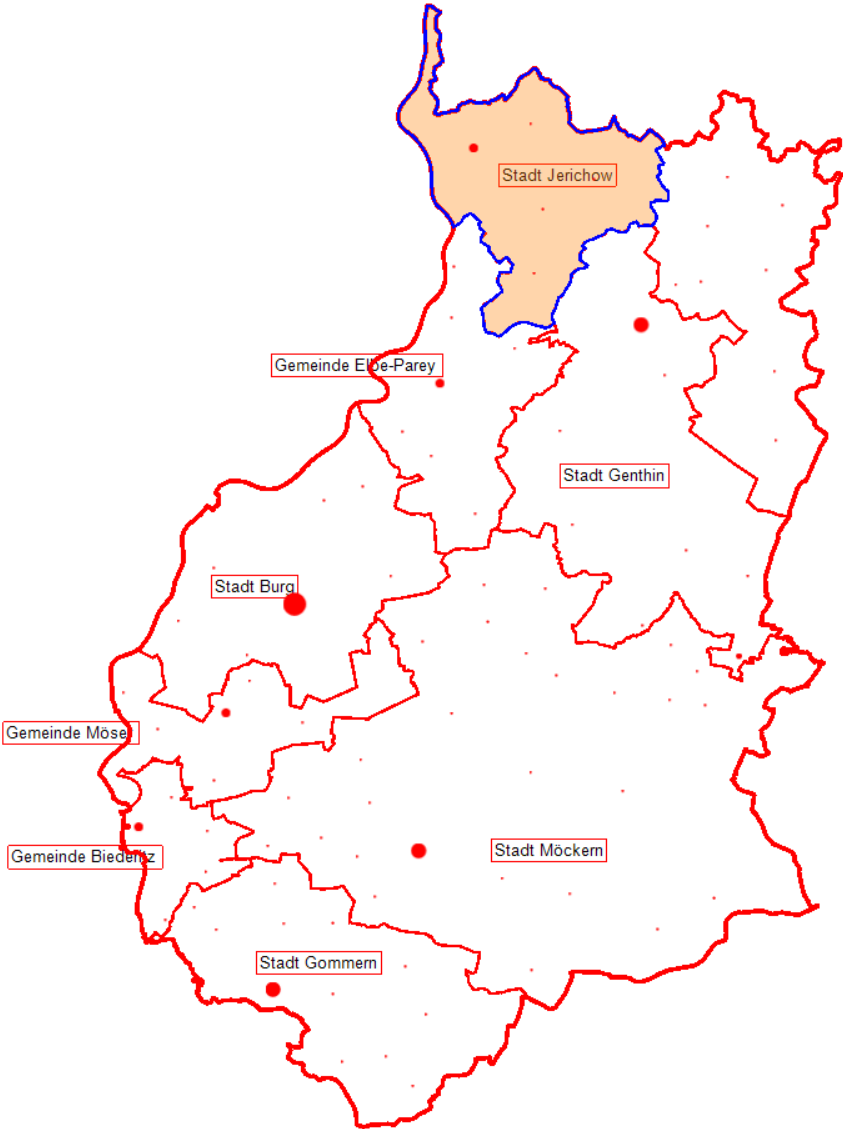 Stadt Jerichow
Gemeinde Elbe-Parey
Stadt Genthin
Stadt Burg
Gemeinde Möser
Gemeinde Biederitz
Stadt Möckern
Stadt Gommern